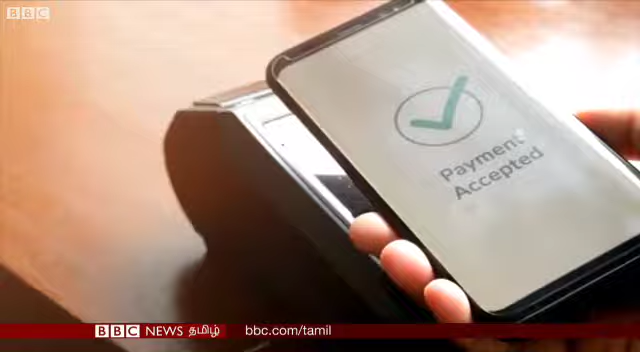 BBC
Payment
Accepted
BBC NEWS தமிழ் bbc.com/tamil